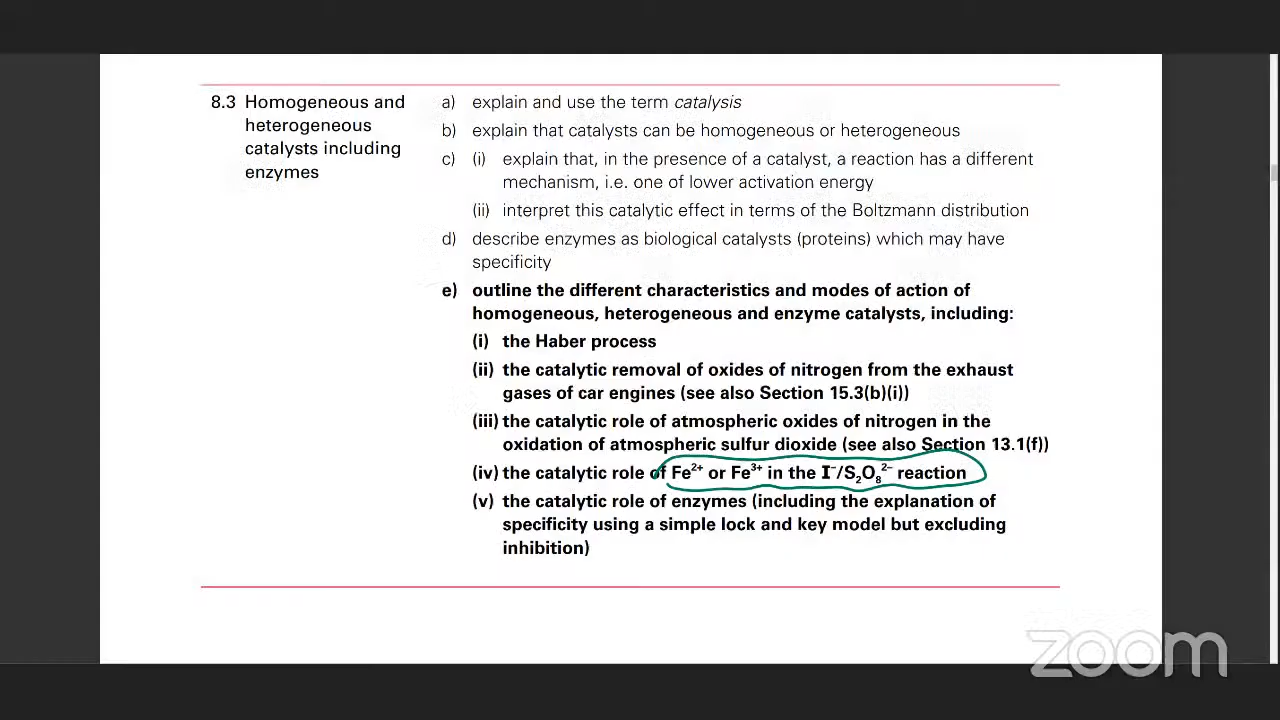 8.3 Homogeneous and
heterogeneous
catalysts including
enzymes
a) explain and use the term catalysis
b) explain that catalysts can be homogeneous or heterogeneous
c) (i) explain that, in the presence of a catalyst, a reaction has a different
mechanism, i.e. one of lower activation energy
(ii) interpret this catalytic effect in terms of the Boltzmann distribution
d) describe enzymes as biological catalysts (proteins) which may have
specificity
e) outline the different characteristics and modes of action of
homogeneous, heterogeneous and enzyme catalysts, including:
(i) the Haber process
(ii) the catalytic removal of oxides of nitrogen from the exhaust
gases of car engines (see also Section 15.3(b)(i))
(iii) the catalytic role of atmospheric oxides of nitrogen in the
oxidation of atmospheric sulfur dioxide (see also Section 13.1(f))
(iv) the catalytic role of Fe²⁺ or Fe³⁺ in the I⁻/S₂O₈²⁻ reaction
(v) the catalytic role of enzymes (including the explanation of
specificity using a simple lock and key model but excluding
inhibition)
zoom